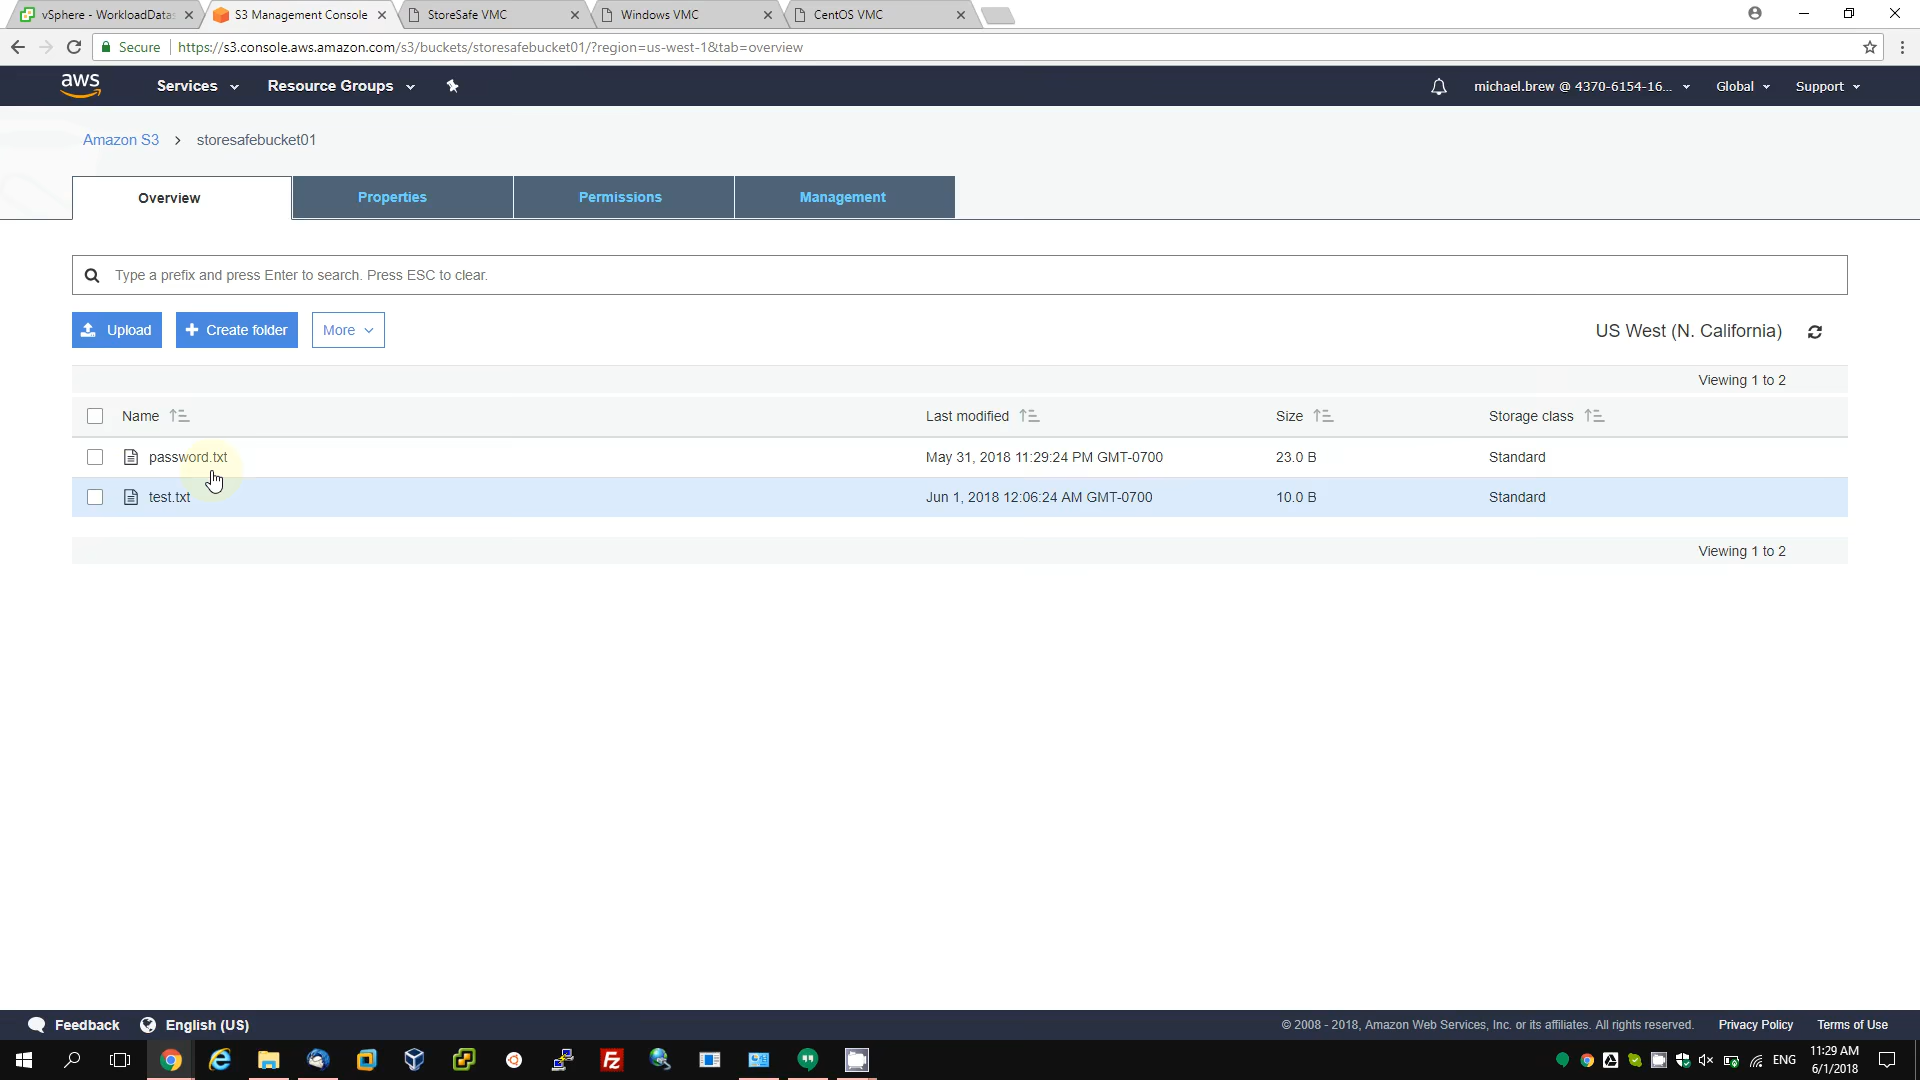 vSphere - WorkloadDatas
S3 Management Console
StoreSafe VMC
Windows VMC
CentOS VMC
Secure
https://s3.console.aws.amazon.com/s3/buckets/storesafebucket01/?region=us-west-1&tab=overview
aws
Services
Resource Groups
michael.brew @ 4370-6154-16...
Global
Support
Amazon S3 > storesafebucket01
Overview
Properties
Permissions
Management
Type a prefix and press Enter to search. Press ESC to clear.
Upload
Create folder
More
US West (N. California)
Viewing 1 to 2
Name
Last modified
Size
Storage class
password.txt
May 31, 2018 11:29:24 PM GMT-0700
23.0 B
Standard
test.txt
Jun 1, 2018 12:06:24 AM GMT-0700
10.0 B
Standard
Viewing 1 to 2
Feedback
English (US)
© 2008 - 2018, Amazon Web Services, Inc. or its affiliates. All rights reserved.
Privacy Policy
Terms of Use
ENG
11:29 AM
6/1/2018